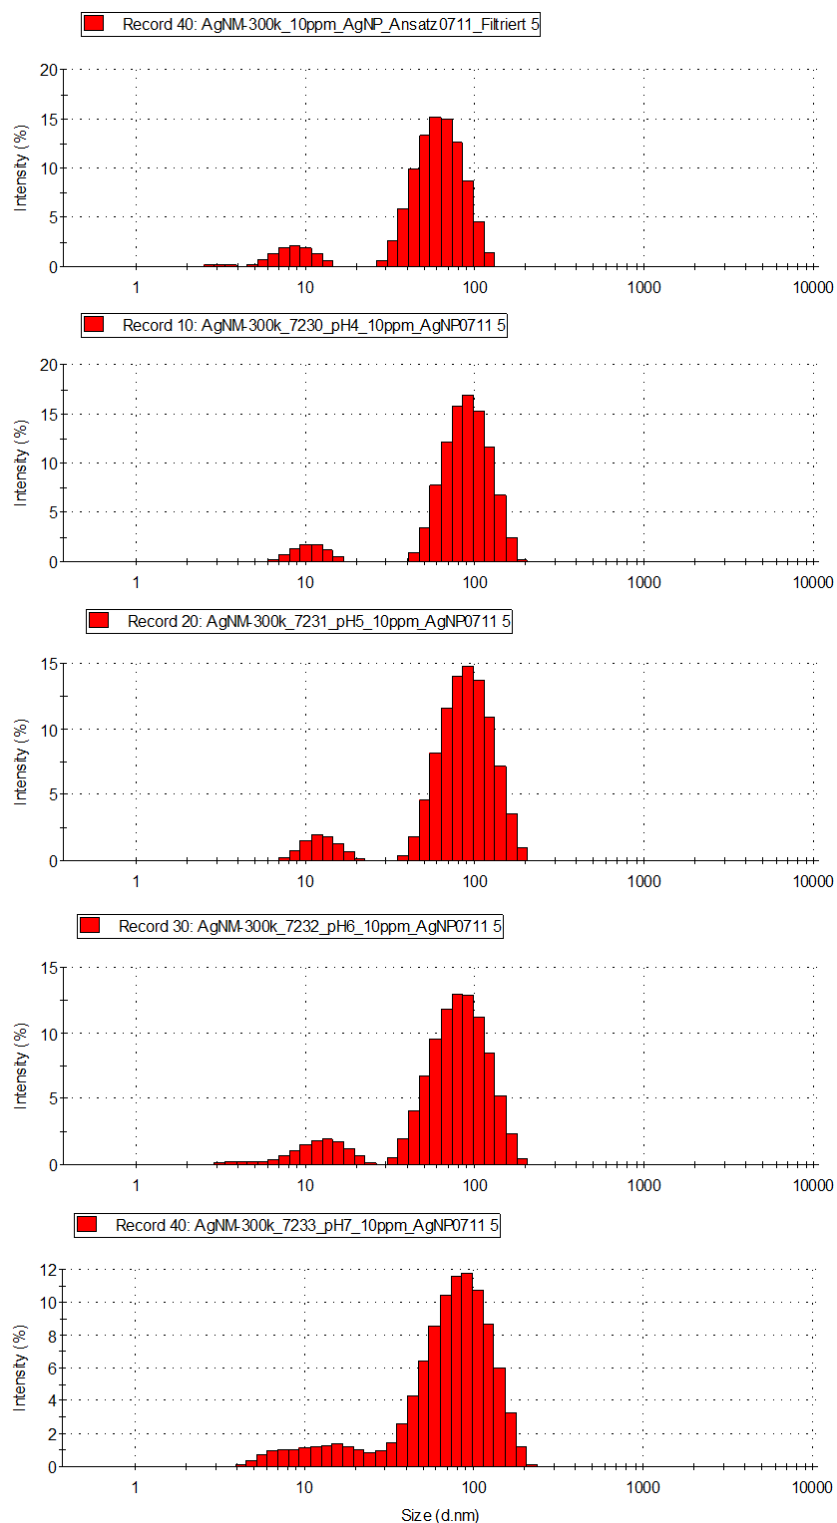 Record 40: AgNM-300k_10ppm_AgNP_Ansatz0711_Filtriert 5
20
15
10
5
0
Intensity (%)
1 10 100 1000 10000
Record 10: AgNM-300k_7230_pH4_10ppm_AgNP0711 5
20
15
10
5
0
Intensity (%)
1 10 100 1000 10000
Record 20: AgNM-300k_7231_pH5_10ppm_AgNP0711 5
15
10
5
0
Intensity (%)
1 10 100 1000 10000
Record 30: AgNM-300k_7232_pH6_10ppm_AgNP0711 5
15
10
5
0
Intensity (%)
1 10 100 1000 10000
Record 40: AgNM-300k_7233_pH7_10ppm_AgNP0711 5
12
10
8
6
4
2
0
Intensity (%)
1 10 100 1000 10000
Size (d.nm)